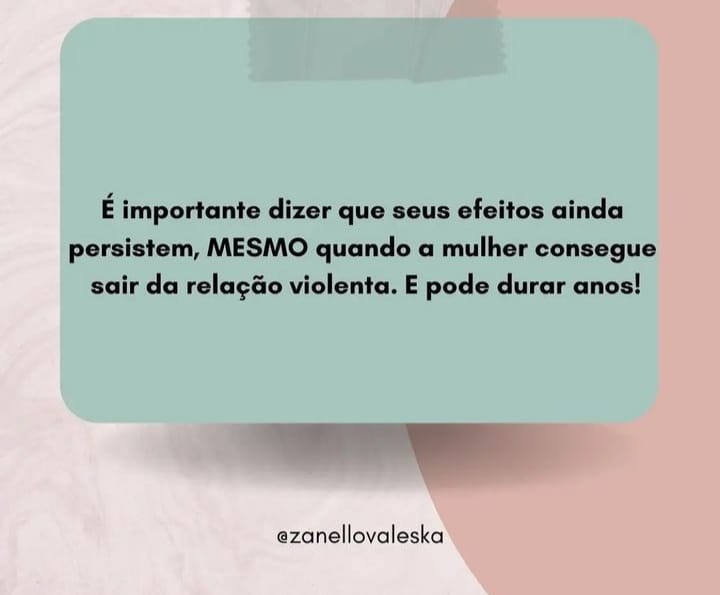 É importante dizer que seus efeitos ainda
persistem, MESMO quando a mulher consegue
sair da relação violenta. E pode durar anos!
@zanellovaleska